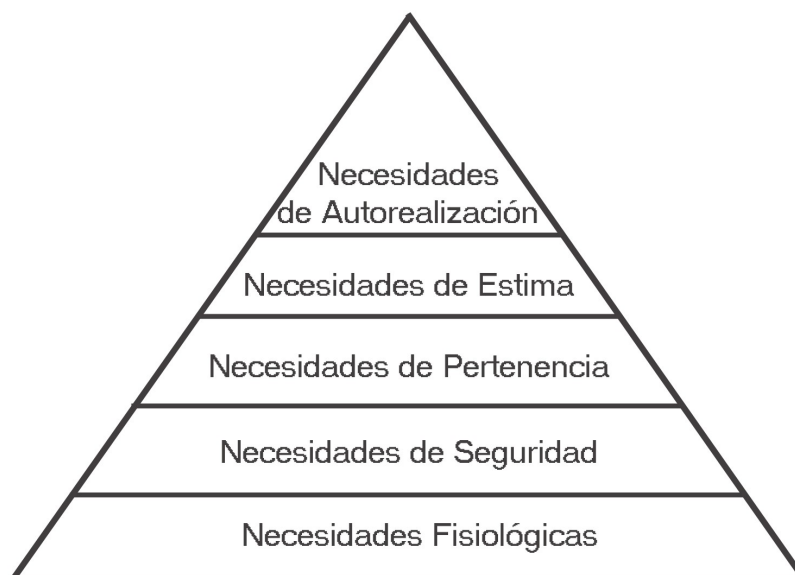 Necesidades
de Autorealización
Necesidades de Estima
Necesidades de Pertenencia
Necesidades de Seguridad
Necesidades Fisiológicas